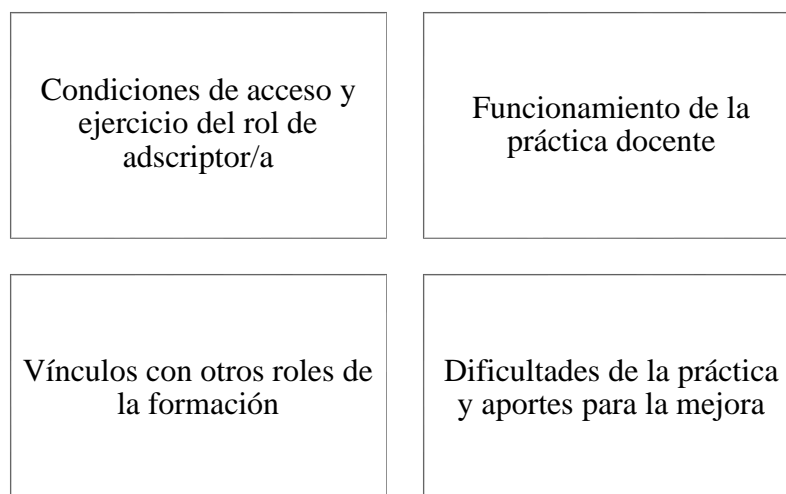 Condiciones de acceso y
ejercicio del rol de
adscriptor/a
Funcionamiento de la
práctica docente
Vínculos con otros roles de
la formación
Dificultades de la práctica
y aportes para la mejora